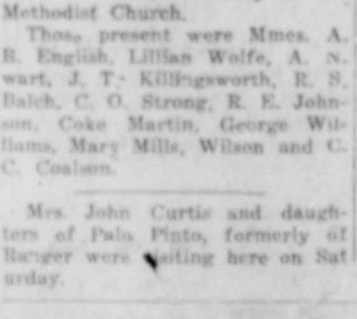 Methodist Church.
Those present were Mmes. A.
B. English, Lillian Wolfe, A. N.
wart, J. T. Killingsworth, R. S.
Balch, C. O. Strong, R. E. John-
son, Coke Martin, George Wil-
liams, Mary Mills, Wilson and C.
C. Coalson.
Mrs. John Curtis and daugh-
ters of Palo Pinto, formerly of
Ranger were visiting here on Sat
urday.